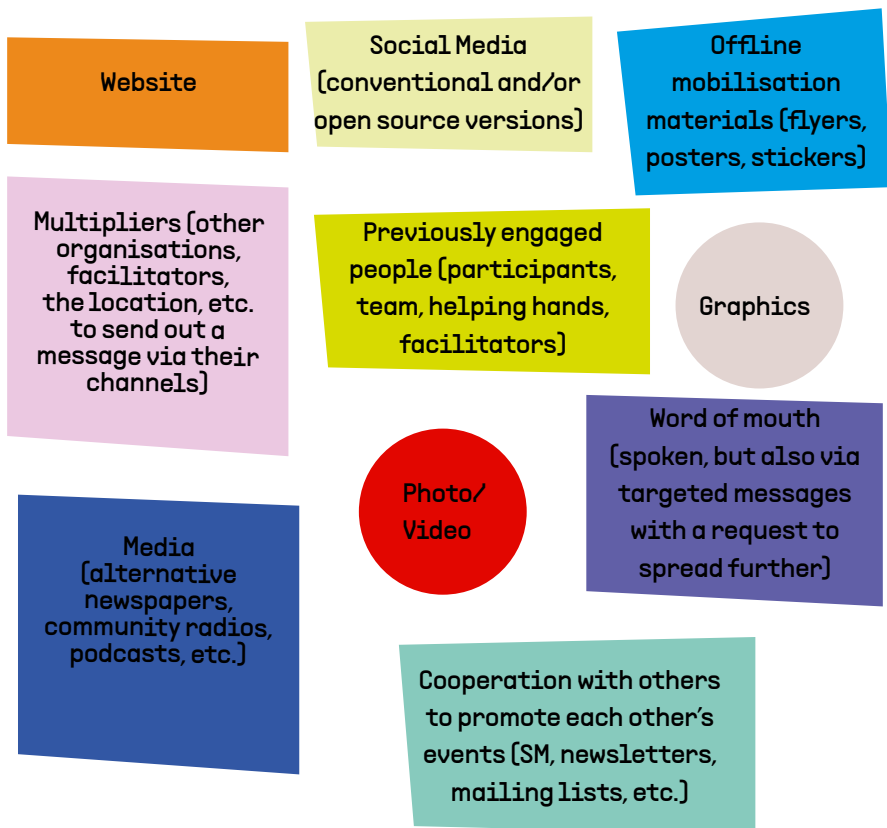 Website
Social Media
(conventional and/or
open source versions)
Offline
mobilisation
materials (flyers,
posters, stickers)
Multipliers (other
organisations,
facilitators,
the location, etc.
to send out a
message via their
channels)
Previously engaged
people (participants,
team, helping hands,
facilitators)
Graphics
Photo/
Video
Word of mouth
(spoken, but also via
targeted messages
with a request to
spread further)
Media
(alternative
newspapers,
community radios,
podcasts, etc.)
Cooperation with others
to promote each other’s
events (SM, newsletters,
mailing lists, etc.)